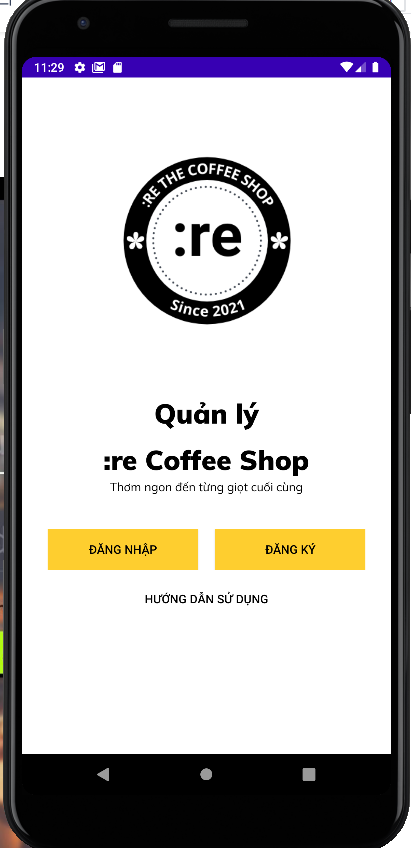 11:29
:RE THE COFFEE SHOP
:re
Since 2021
Quản lý
:re Coffee Shop
Thơm ngon đến từng giọt cuối cùng
ĐĂNG NHẬP
ĐĂNG KÝ
HƯỚNG DẪN SỬ DỤNG